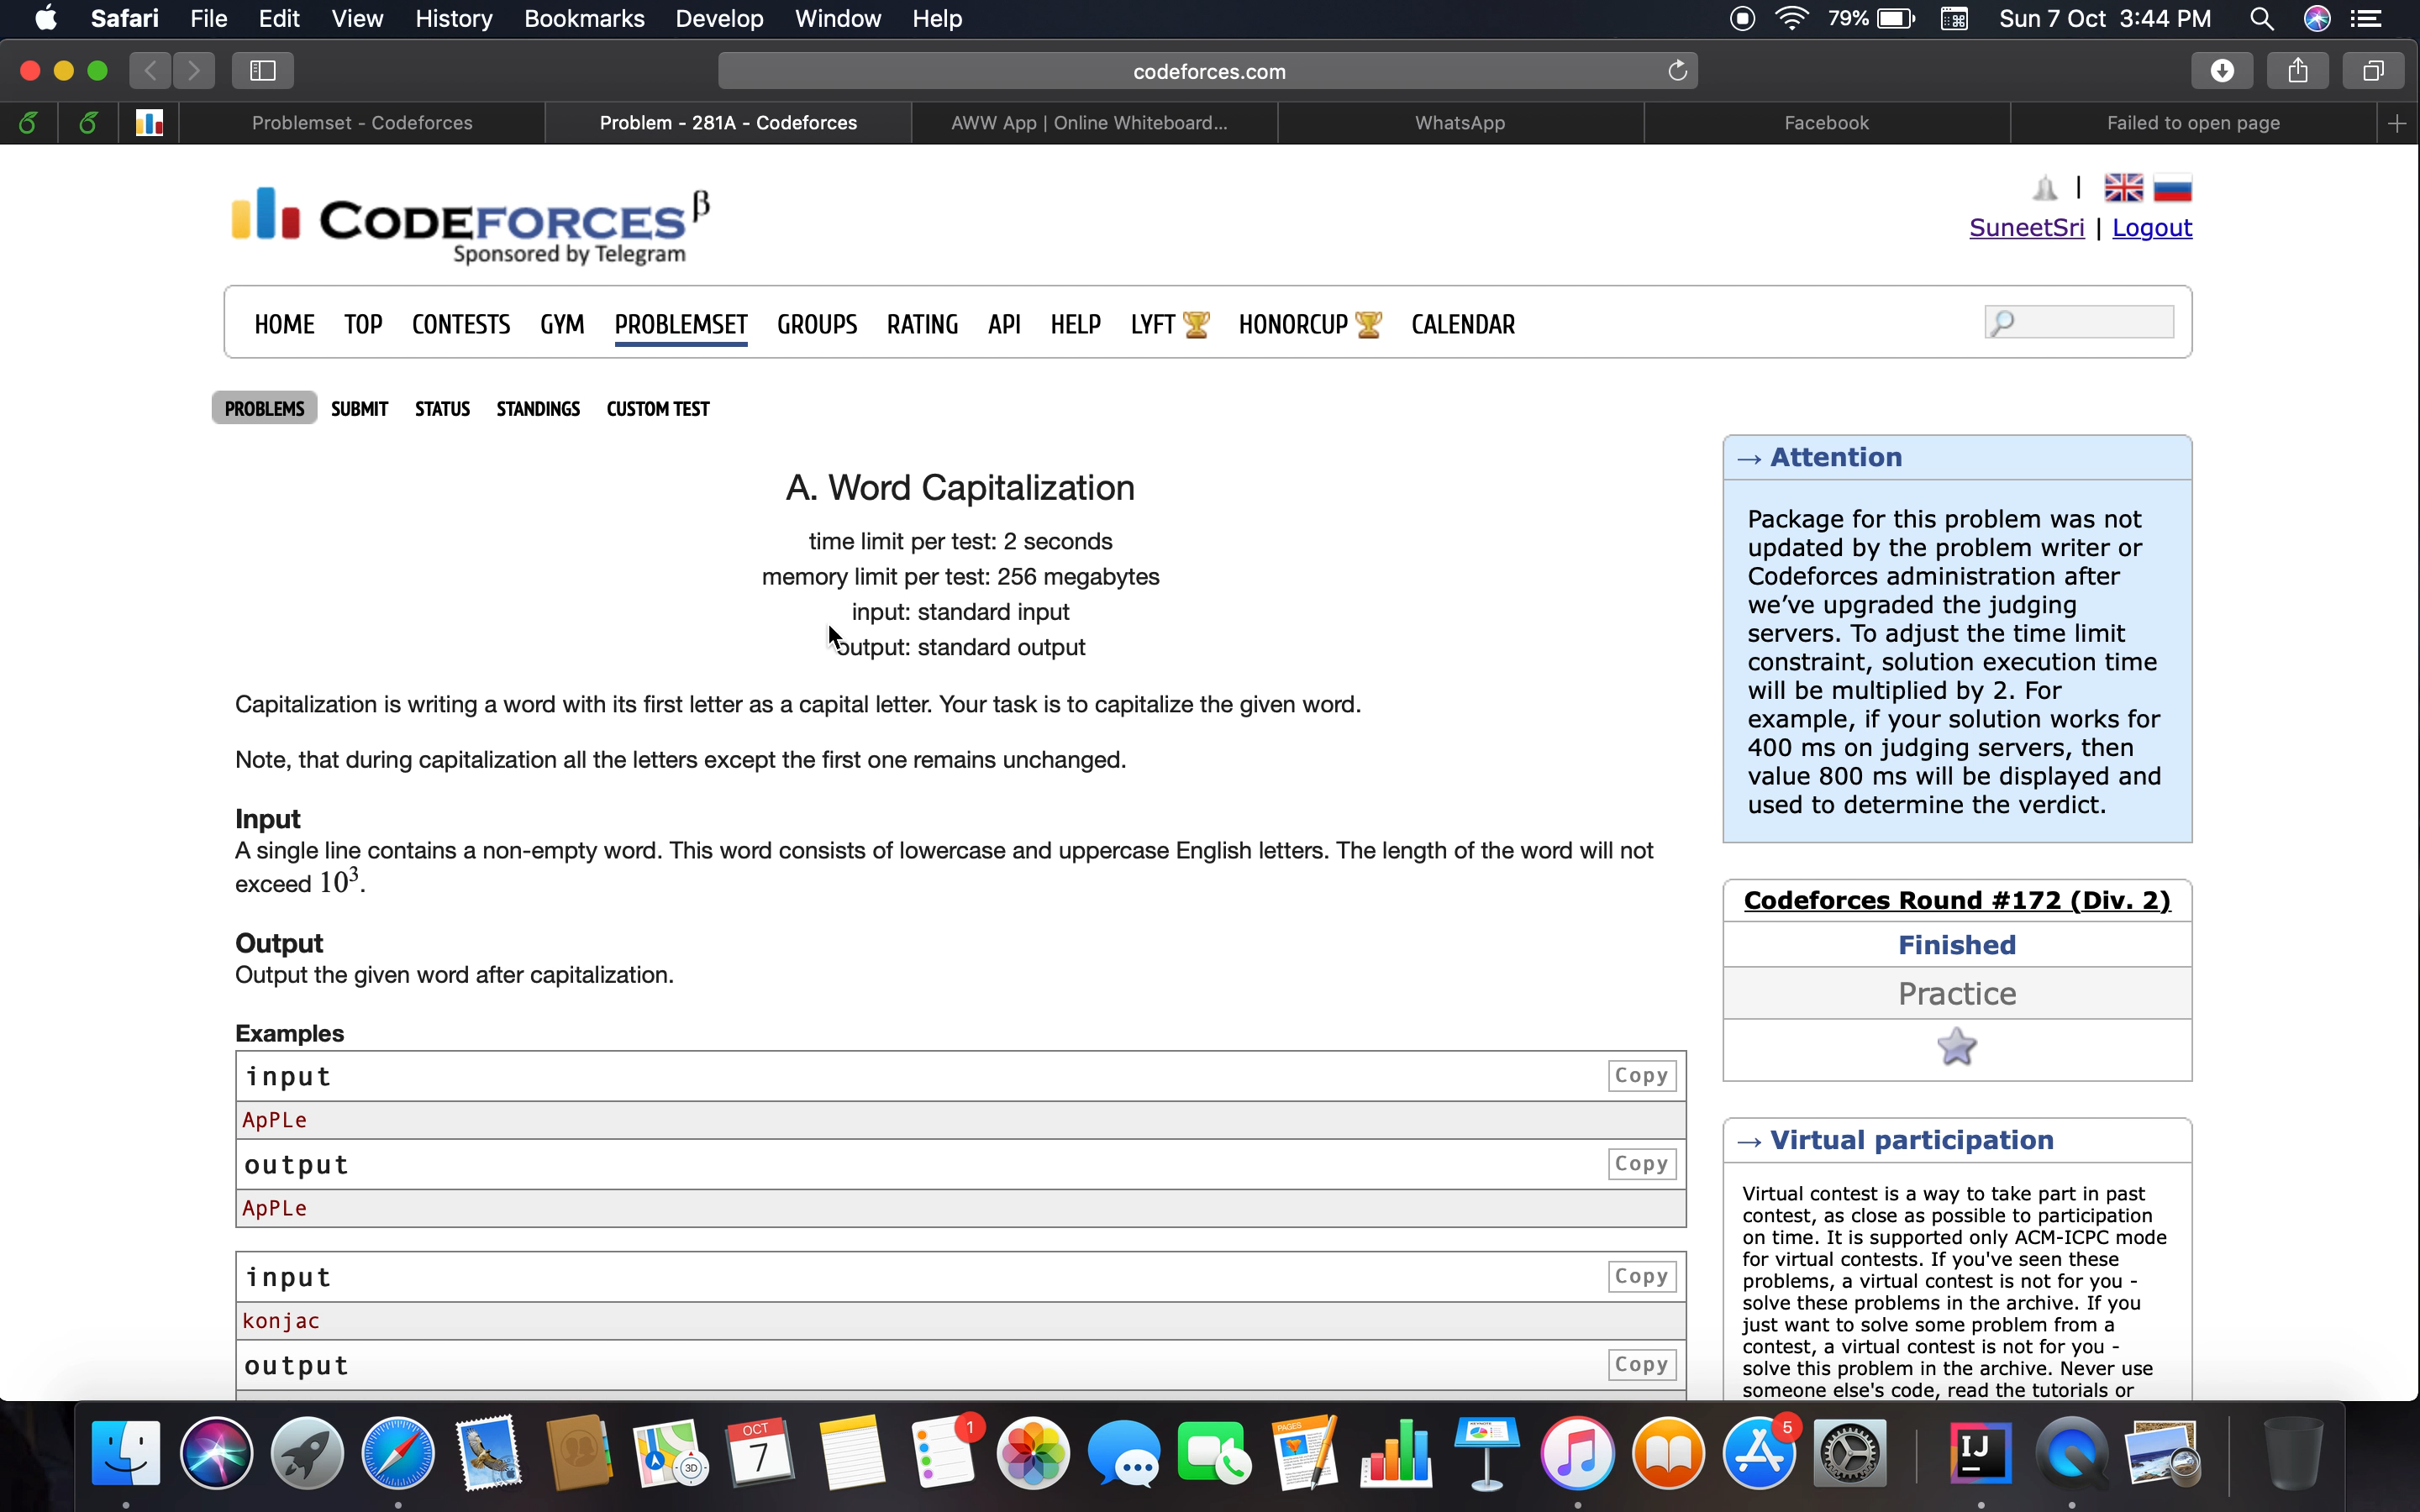 Safari File Edit View History Bookmarks Develop Window Help 79% Sun 7 Oct 3:44 PM
codeforces.com
Problemset - Codeforces Problem - 281A - Codeforces AWW App | Online Whiteboard... WhatsApp Facebook Failed to open page
CODEFORCES β
Sponsored by Telegram
|
SuneetSri | Logout
HOME TOP CONTESTS GYM PROBLEMSET GROUPS RATING API HELP LYFT HONORCUP CALENDAR
PROBLEMS SUBMIT STATUS STANDINGS CUSTOM TEST
A. Word Capitalization
time limit per test: 2 seconds
memory limit per test: 256 megabytes
input: standard input
output: standard output
Capitalization is writing a word with its first letter as a capital letter. Your task is to capitalize the given word.
Note, that during capitalization all the letters except the first one remains unchanged.
Input
A single line contains a non-empty word. This word consists of lowercase and uppercase English letters. The length of the word will not
exceed 10³.
Output
Output the given word after capitalization.
Examples
input Copy
ApPLe
output Copy
ApPLe
input Copy
konjac
output Copy
→ Attention
Package for this problem was not
updated by the problem writer or
Codeforces administration after
we’ve upgraded the judging
servers. To adjust the time limit
constraint, solution execution time
will be multiplied by 2. For
example, if your solution works for
400 ms on judging servers, then
value 800 ms will be displayed and
used to determine the verdict.
Codeforces Round #172 (Div. 2)
Finished
Practice
→ Virtual participation
Virtual contest is a way to take part in past
contest, as close as possible to participation
on time. It is supported only ACM-ICPC mode
for virtual contests. If you've seen these
problems, a virtual contest is not for you -
solve these problems in the archive. If you
just want to solve some problem from a
contest, a virtual contest is not for you -
solve this problem in the archive. Never use
someone else's code, read the tutorials or
3D
OCT
7
1
PAGES
5
IJ